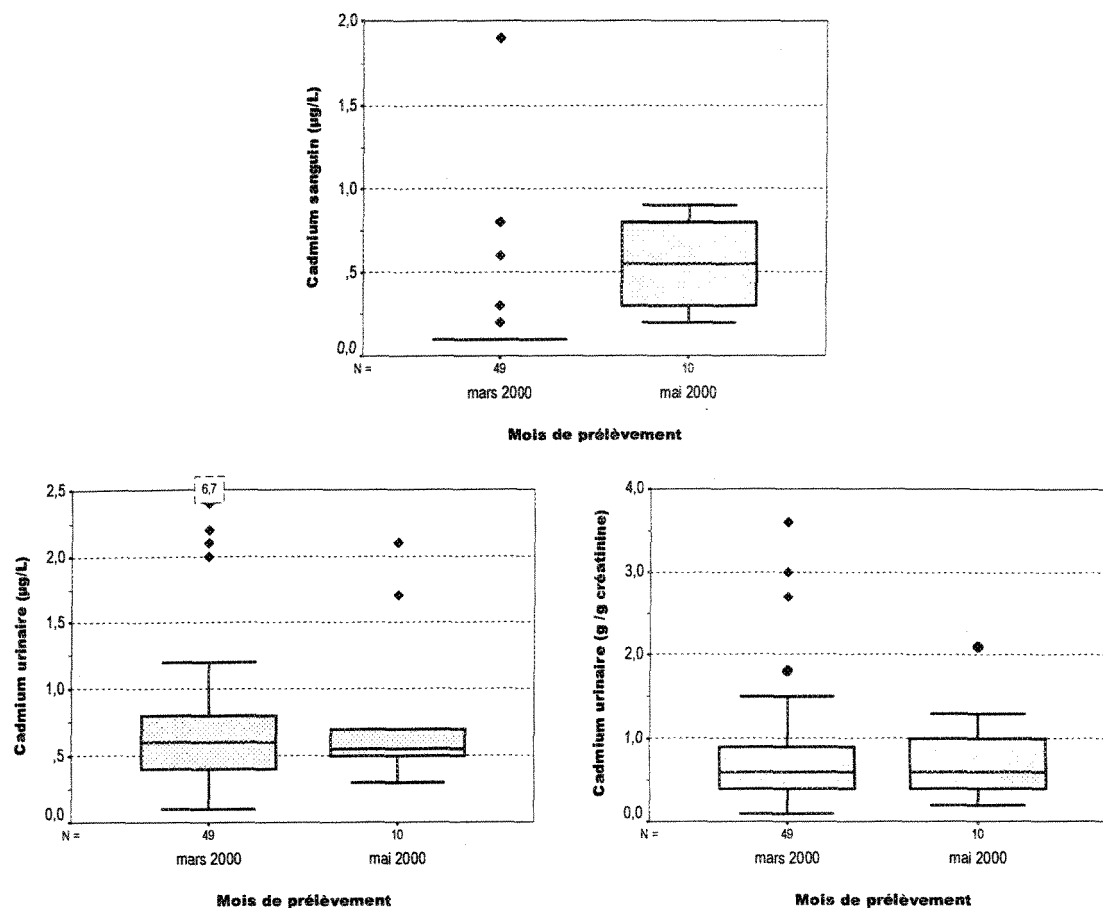 Cadmium sanguin (µg/L)
2,0
1,5
1,0
,5
0,0
N =
49
10
mars 2000
mai 2000
Mois de prélèvement
Cadmium urinaire (µg/L)
2,5
2,0
1,5
1,0
,5
0,0
6,7
N =
49
10
mars 2000
mai 2000
Mois de prélèvement
Cadmium urinaire (g /g créatinine)
4,0
3,0
2,0
1,0
0,0
N =
49
10
mars 2000
mai 2000
Mois de prélèvement